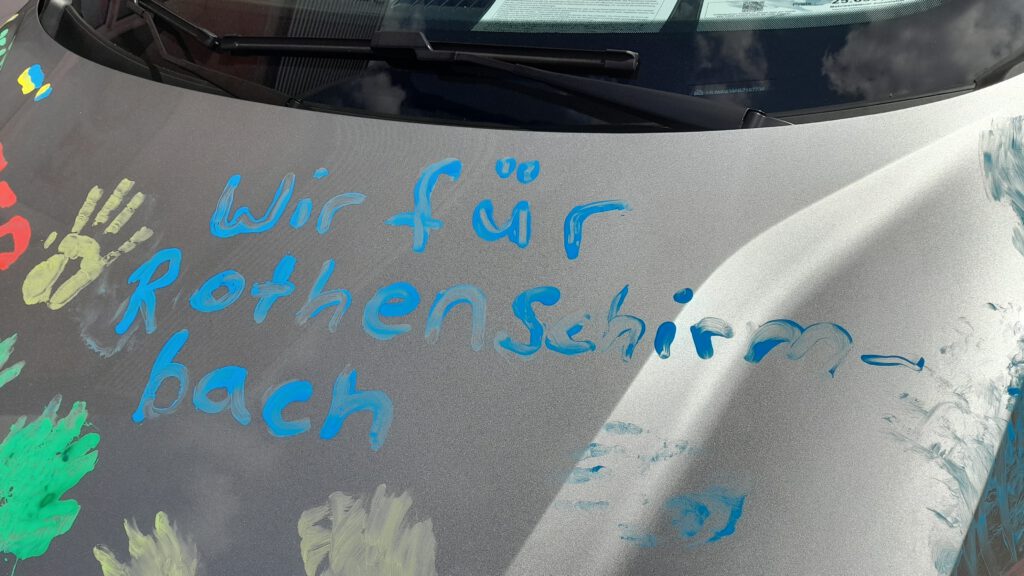 Wir für
Rothenschirm-
bach